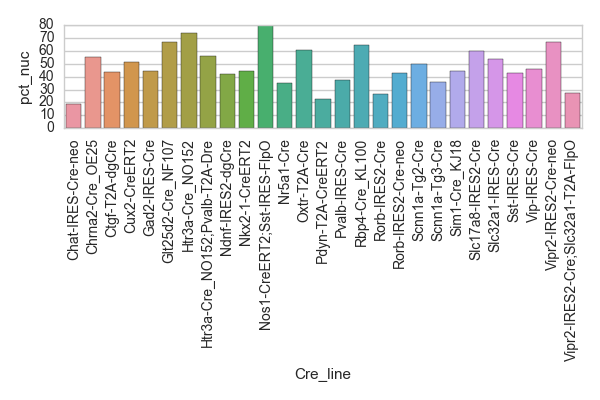 80
70
60
50
40
30
20
10
0
pct_nuc
Chat-IRES-Cre-neo
Chrna2-Cre_OE25
Ctgf-T2A-dgCre
Cux2-CreERT2
Gad2-IRES-Cre
Glt25d2-Cre_NF107
Htr3a-Cre_NO152
Htr3a-Cre_NO152;Pvalb-T2A-Dre
Ndnf-IRES2-dgCre
Nkx2-1-CreERT2
Nos1-CreERT2;Sst-IRES-FlpO
Nr5a1-Cre
Oxtr-T2A-Cre
Pdyn-T2A-CreERT2
Pvalb-IRES-Cre
Rbp4-Cre_KL100
Rorb-IRES2-Cre
Rorb-IRES2-Cre-neo
Scnn1a-Tg2-Cre
Scnn1a-Tg3-Cre
Sim1-Cre_KJ18
Slc17a8-IRES2-Cre
Slc32a1-IRES-Cre
Sst-IRES-Cre
Vip-IRES-Cre
Vipr2-IRES2-Cre-neo
Vipr2-IRES2-Cre;Slc32a1-T2A-FlpO
Cre_line